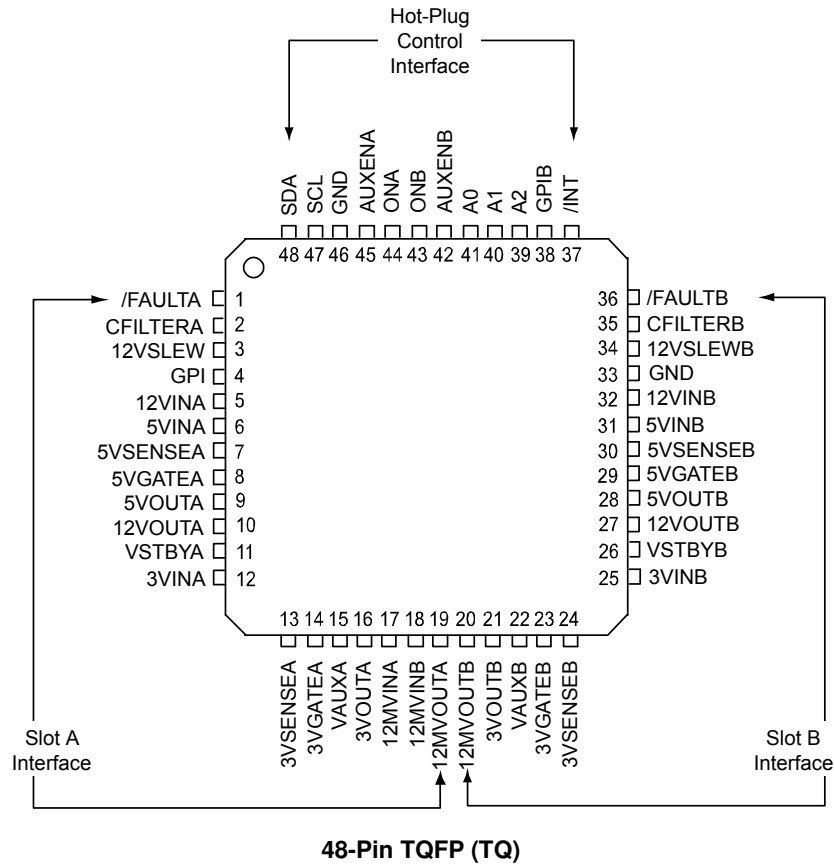 Hot-Plug
Control
Interface
SDA
SCL
GND
AUXENA
ONA
ONB
AUXENB
A0
A1
A2
GPIB
/INT
48 47 46 45 44 43 42 41 40 39 38 37
/FAULTA 1
CFILTERA 2
12VSLEW 3
GPI 4
12VINA 5
5VINA 6
5VSENSEA 7
5VGATEA 8
5VOUTA 9
12VOUTA 10
VSTBYA 11
3VINA 12
36 /FAULTB
35 CFILTERB
34 12VSLEWB
33 GND
32 12VINB
31 5VINB
30 5VSENSEB
29 5VGATEB
28 5VOUTB
27 12VOUTB
26 VSTBYB
25 3VINB
13 14 15 16 17 18 19 20 21 22 23 24
3VSENSEA
3VGATEA
VAUXA
3VOUTA
12MVINA
12MVINB
12MVOUTA
12MVOUTB
3VOUTB
VAUXB
3VGATEB
3VSENSEB
Slot A
Interface
Slot B
Interface
48-Pin TQFP (TQ)